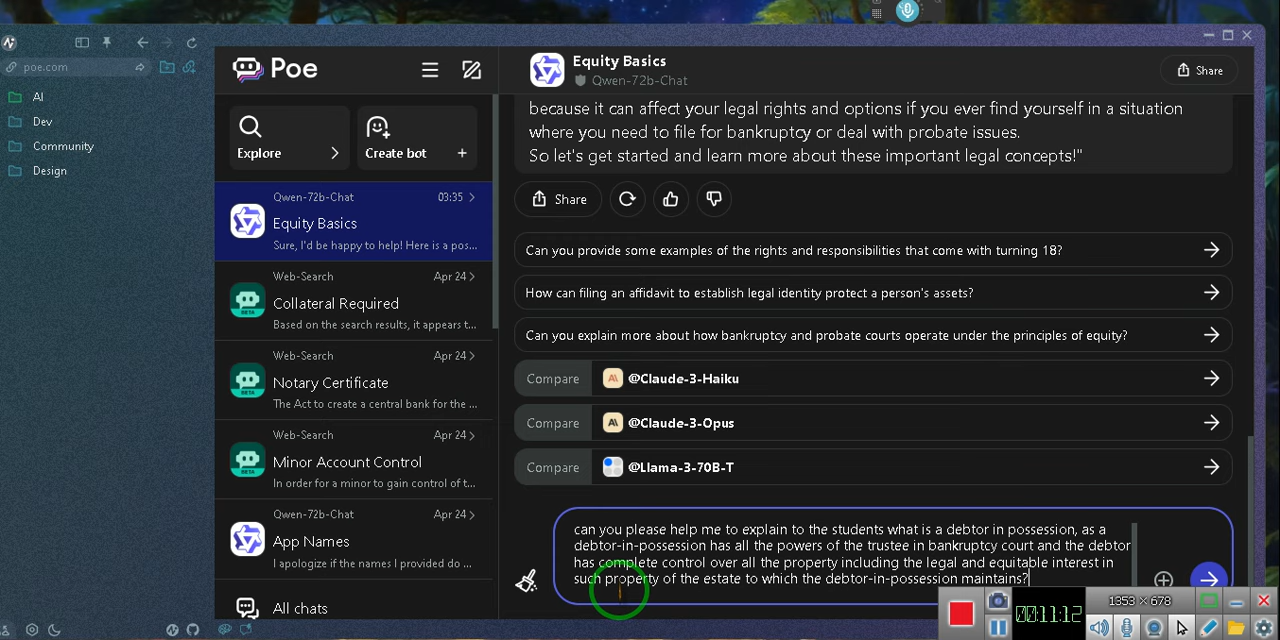 poe.com
AI
Dev
Community
Design
Poe
Explore
Create bot
Qwen-72b-Chat
03:35
Equity Basics
Sure, I'd be happy to help! Here is a pos...
Web-Search
Apr 24
Collateral Required
Based on the search results, it appears t...
Web-Search
Apr 24
Notary Certificate
The Act to create a central bank for the ...
Web-Search
Apr 24
Minor Account Control
In order for a minor to gain control of t...
Qwen-72b-Chat
Apr 24
App Names
I apologize if the names I provided do ...
All chats
Equity Basics
Qwen-72b-Chat
Share
because it can affect your legal rights and options if you ever find yourself in a situation
where you need to file for bankruptcy or deal with probate issues.
So let's get started and learn more about these important legal concepts!"
Share
Can you provide some examples of the rights and responsibilities that come with turning 18?
How can filing an affidavit to establish legal identity protect a person's assets?
Can you explain more about how bankruptcy and probate courts operate under the principles of equity?
Compare @Claude-3-Haiku
Compare @Claude-3-Opus
Compare @Llama-3-70B-T
can you please help me to explain to the students what is a debtor in possession, as a
debtor-in-possession has all the powers of the trustee in bankruptcy court and the debtor
has complete control over all the property including the legal and equitable interest in
such property of the estate to which the debtor-in-possession maintains?
00:11:12
1353 × 678